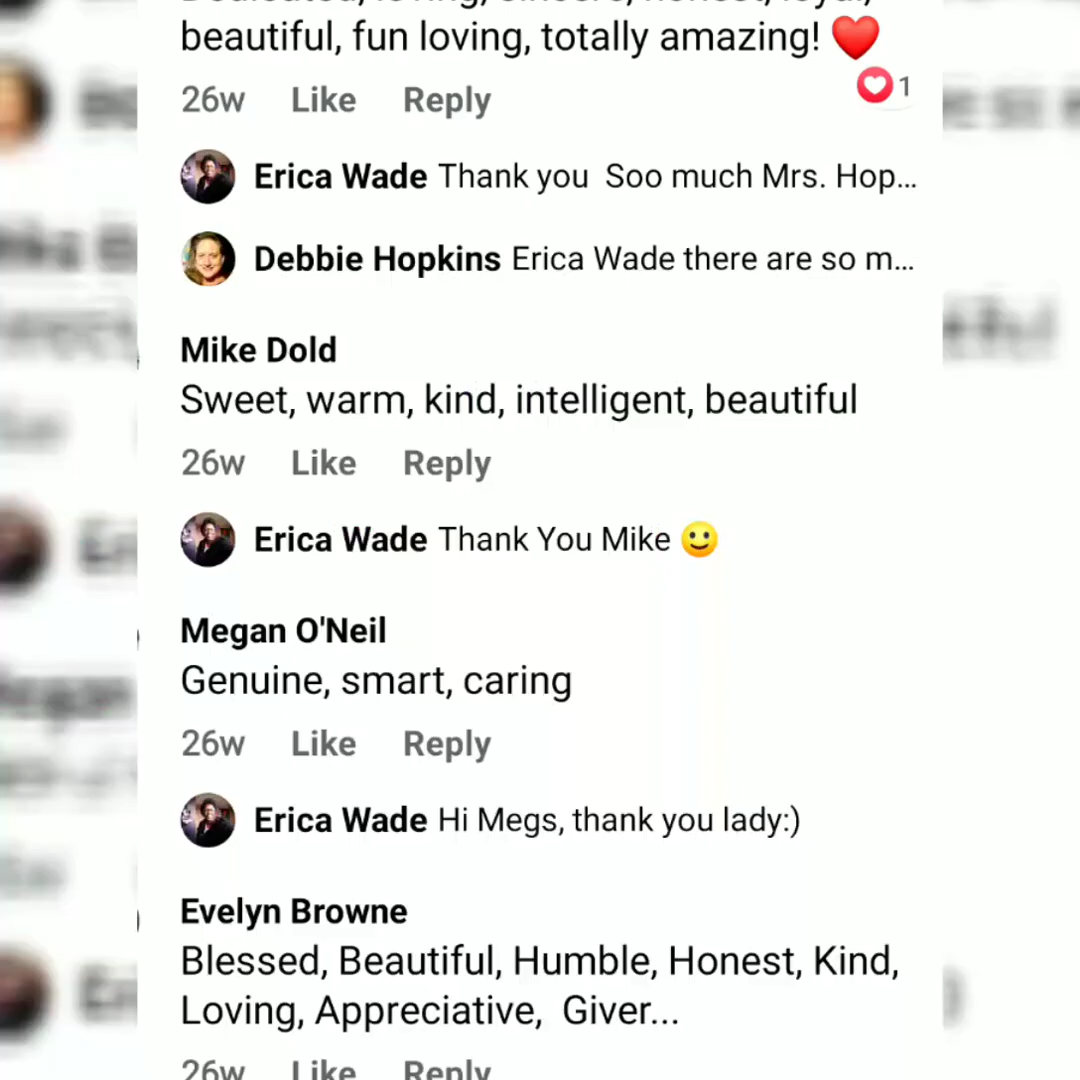 beautiful, fun loving, totally amazing! ❤️
26w Like Reply 1
Erica Wade Thank you  Soo much Mrs. Hop...
Debbie Hopkins Erica Wade there are so m...
Mike Dold
Sweet, warm, kind, intelligent, beautiful
26w Like Reply
Erica Wade Thank You Mike 🙂
Megan O'Neil
Genuine, smart, caring
26w Like Reply
Erica Wade Hi Megs, thank you lady:)
Evelyn Browne
Blessed, Beautiful, Humble, Honest, Kind,
Loving, Appreciative,  Giver...
26w Like Reply